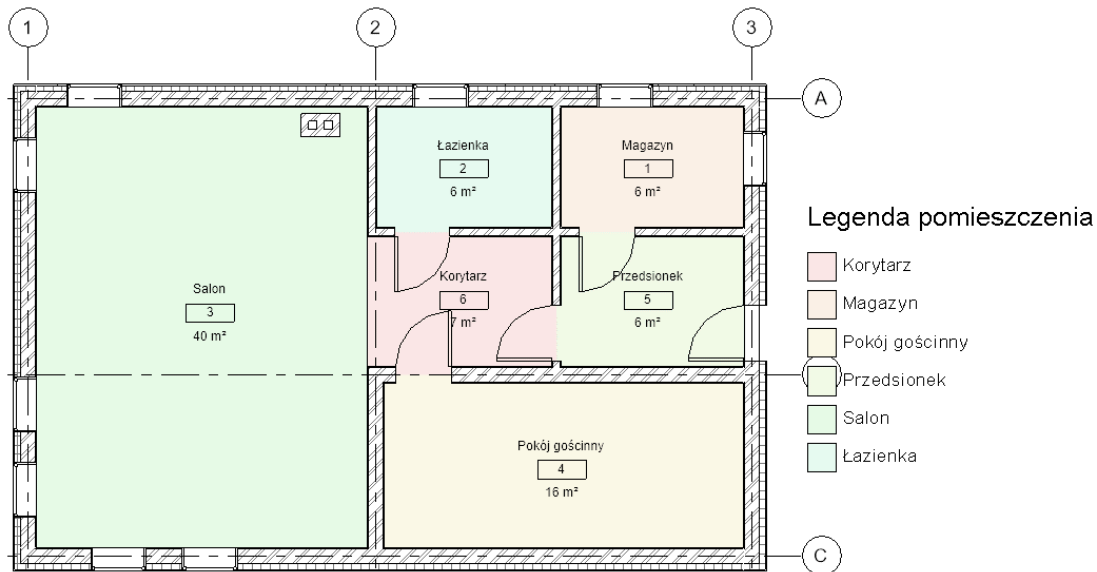 1
2
3
A
Łazienka
2
6 m²
Magazyn
1
6 m²
Legenda pomieszczenia
Korytarz
Magazyn
Pokój gościnny
Przedsionek
Salon
Łazienka
Salon
3
40 m²
Korytarz
6
7 m²
Przedsionek
5
6 m²
Pokój gościnny
4
16 m²
C